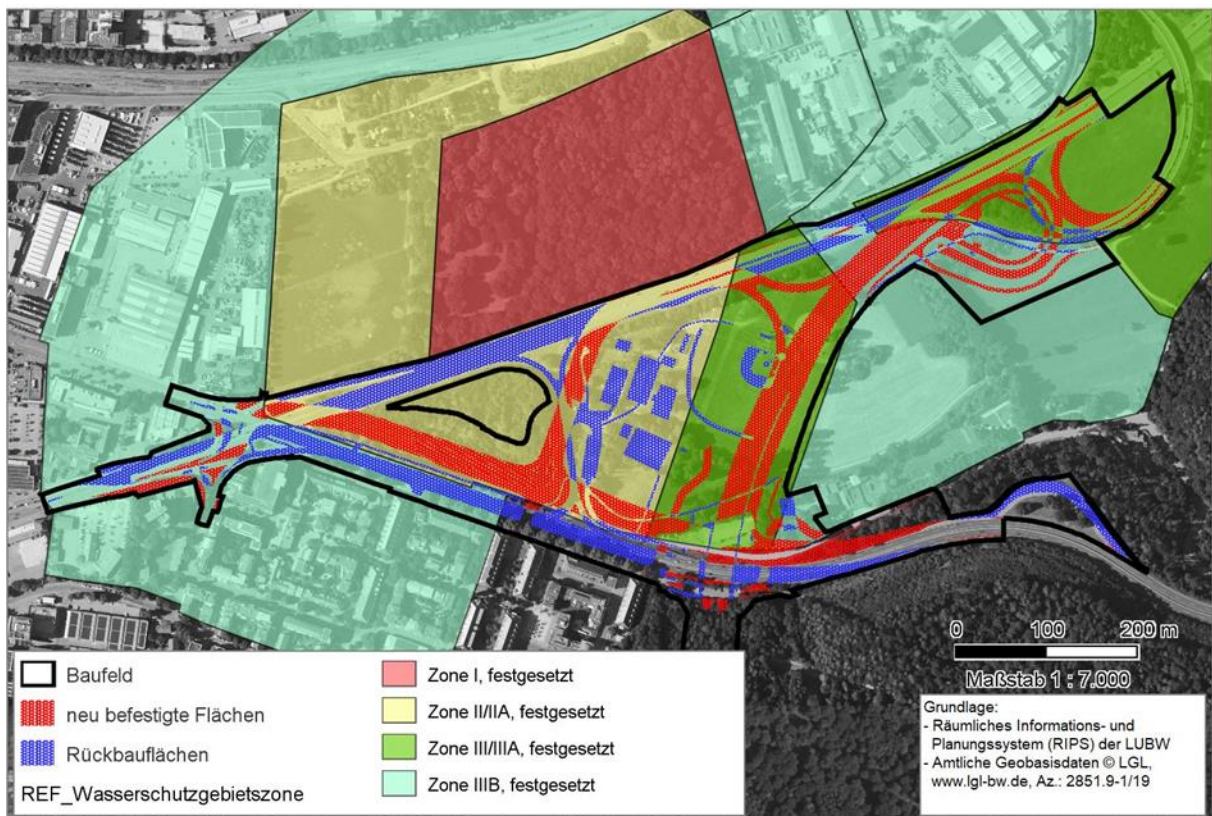 Baufeld
neu befestigte Flächen
Rückbauflächen
REF_Wasserschutzgebietszone
Zone I, festgesetzt
Zone II/IIA, festgesetzt
Zone III/IIIA, festgesetzt
Zone IIIB, festgesetzt
0 100 200 m
Maßstab 1 : 7.000
Grundlage:
- Räumliches Informations- und
Planungssystem (RIPS) der LUBW
- Amtliche Geobasisdaten © LGL,
www.lgl-bw.de, Az.: 2851.9-1/19